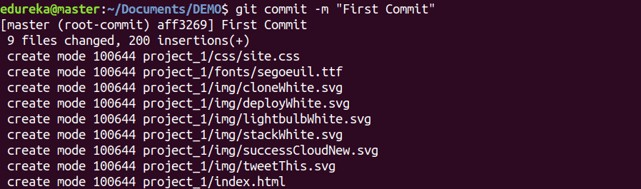 edureka@master:~/Documents/DEMO$ git commit -m "First Commit"
[master (root-commit) aff3269] First Commit
 9 files changed, 200 insertions(+)
 create mode 100644 project_1/css/site.css
 create mode 100644 project_1/fonts/segoeuil.ttf
 create mode 100644 project_1/img/cloneWhite.svg
 create mode 100644 project_1/img/deployWhite.svg
 create mode 100644 project_1/img/lightbulbWhite.svg
 create mode 100644 project_1/img/stackWhite.svg
 create mode 100644 project_1/img/successCloudNew.svg
 create mode 100644 project_1/img/tweetThis.svg
 create mode 100644 project_1/index.html